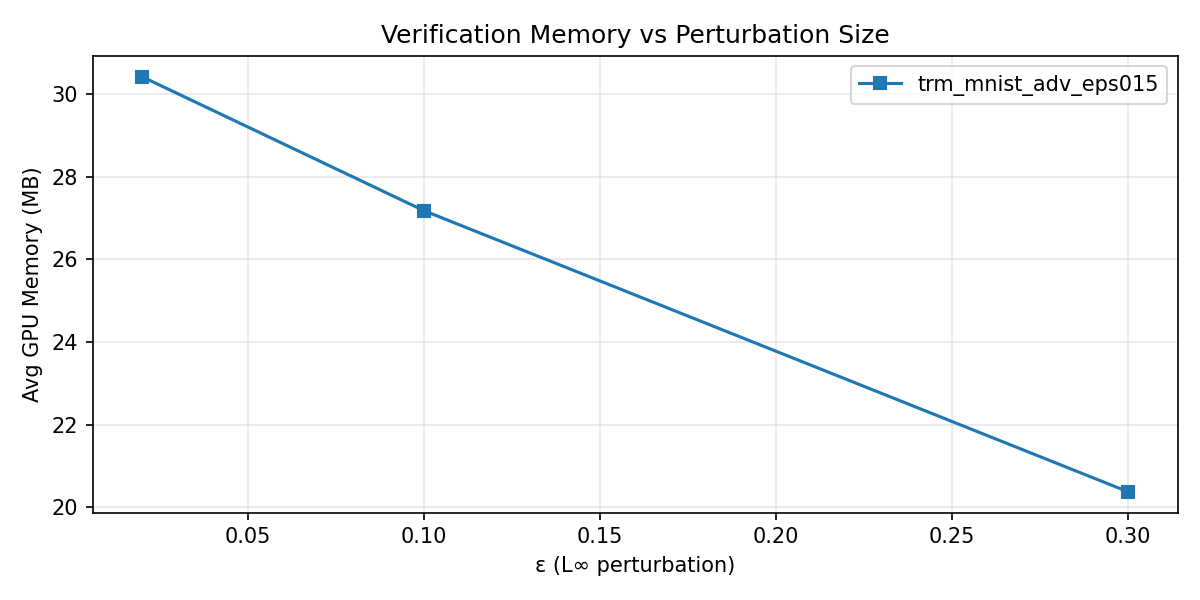 Verification Memory vs Perturbation Size
trm_mnist_adv_eps015
Avg GPU Memory (MB)
30
28
26
24
22
20
0.05 0.10 0.15 0.20 0.25 0.30
ε (L∞ perturbation)